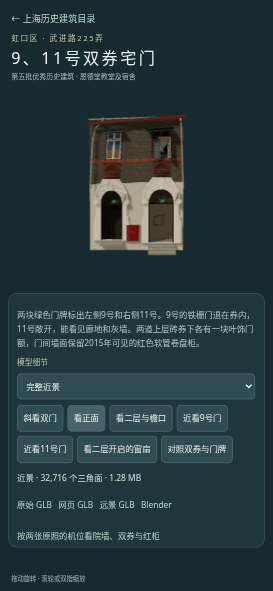 ← 上海历史建筑目录
虹口区 · 武进路225弄
9、11号双券宅门
第五批优秀历史建筑 · 恩德堂教堂及宿舍
两块绿色门牌标出左侧9号和右侧11号。9号的铁栅门退在券内，
11号敞开，能看见廊地和灰墙。两道上层砖券下各有一块叶饰门
额，门间墙面保留2015年可见的红色软管卷盘柜。
模型细节
完整近景
斜看双门 看正面 看二层与檐口 近看9号门
近看11号门 看二层开启的窗扇 对照双券与门牌
近景 · 32,716 个三角面 · 1.28 MB
原始 GLB 网页 GLB 远景 GLB Blender
按两张原照的机位看院墙、双券与红柜
拖动旋转 · 滚轮或双指缩放